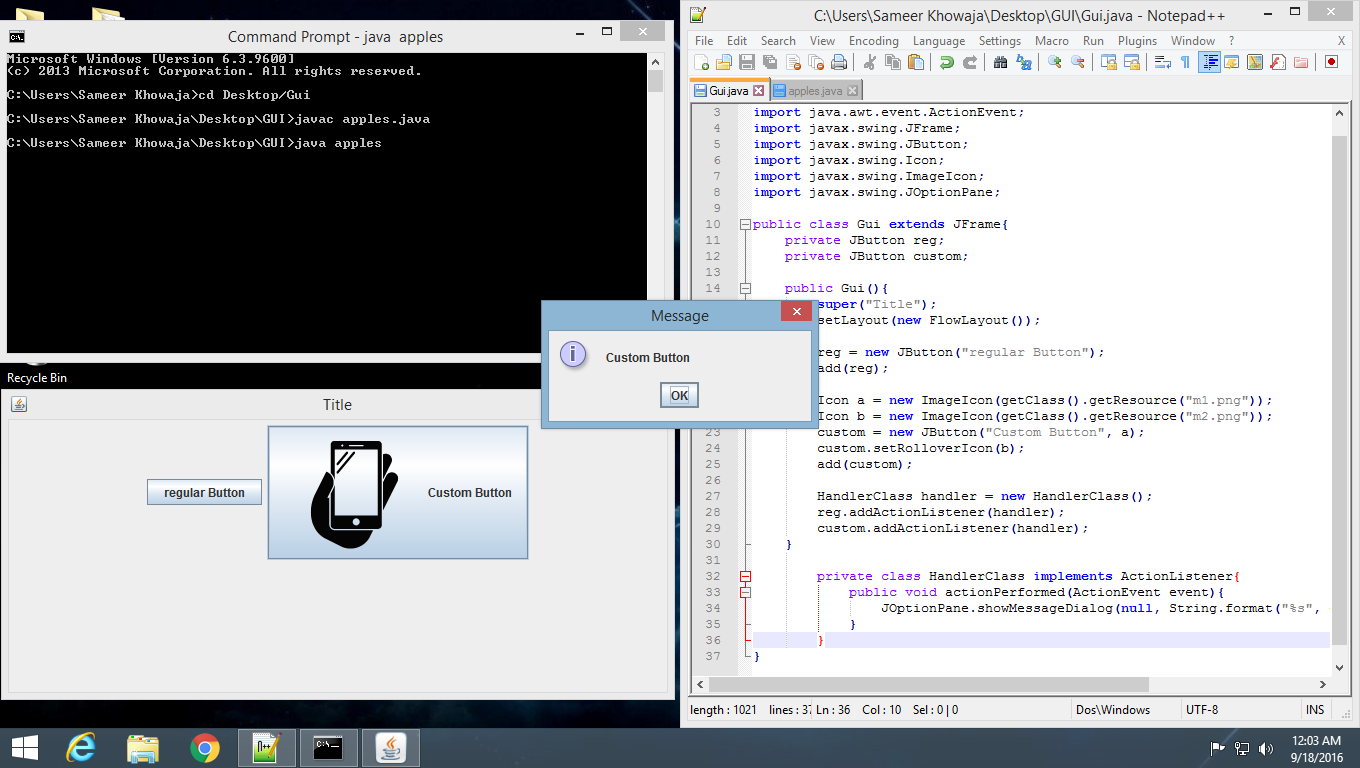 Command Prompt - java  apples
Microsoft Windows [Version 6.3.9600]
(c) 2013 Microsoft Corporation. All rights reserved.
C:\Users\Sameer Khowaja>cd Desktop/Gui
C:\Users\Sameer Khowaja\Desktop\GUI>javac apples.java
C:\Users\Sameer Khowaja\Desktop\GUI>java apples
Recycle Bin
Title
regular Button
Custom Button
Message
Custom Button
OK
C:\Users\Sameer Khowaja\Desktop\GUI\Gui.java - Notepad++
File Edit Search View Encoding Language Settings Macro Run Plugins Window ? X
Gui.java apples.java
3 import java.awt.event.ActionEvent;
4 import javax.swing.JFrame;
5 import javax.swing.JButton;
6 import javax.swing.Icon;
7 import javax.swing.ImageIcon;
8 import javax.swing.JOptionPane;
9
10 public class Gui extends JFrame{
11 private JButton reg;
12 private JButton custom;
13
14 public Gui(){
super("Title");
setLayout(new FlowLayout());
reg = new JButton("regular Button");
add(reg);
Icon a = new ImageIcon(getClass().getResource("m1.png"));
Icon b = new ImageIcon(getClass().getResource("m2.png"));
23 custom = new JButton("Custom Button", a);
24 custom.setRolloverIcon(b);
25 add(custom);
26
27 HandlerClass handler = new HandlerClass();
28 reg.addActionListener(handler);
29 custom.addActionListener(handler);
30 }
31
32 private class HandlerClass implements ActionListener{
33 public void actionPerformed(ActionEvent event){
34 JOptionPane.showMessageDialog(null, String.format("%s",
35 }
36 }
37 }
length : 1021 lines : 37 Ln : 36 Col : 10 Sel : 0 | 0 Dos\Windows UTF-8 INS
12:03 AM
9/18/2016